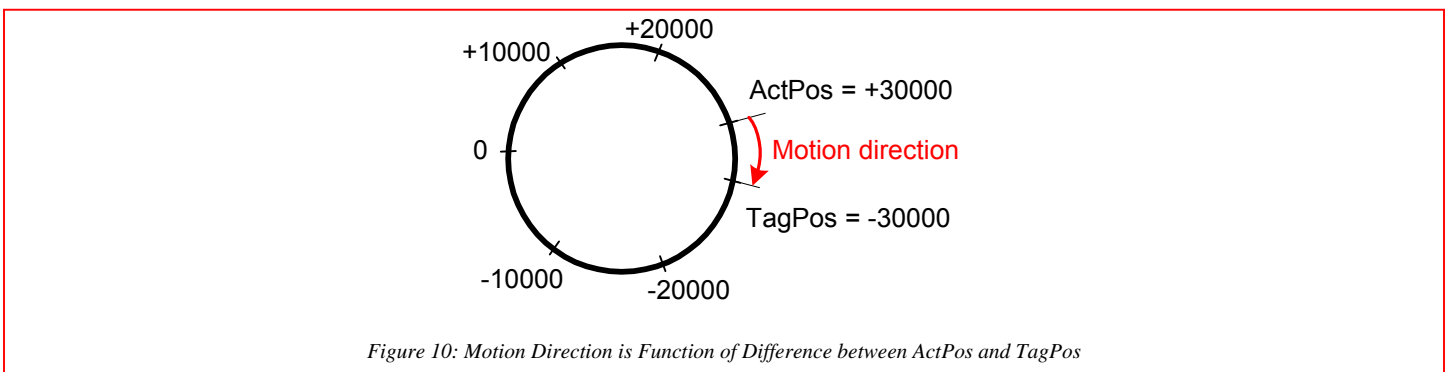 +20000
+10000
ActPos = +30000
0
Motion direction
TagPos = -30000
-10000
-20000
Figure 10: Motion Direction is Function of Difference between ActPos and TagPos